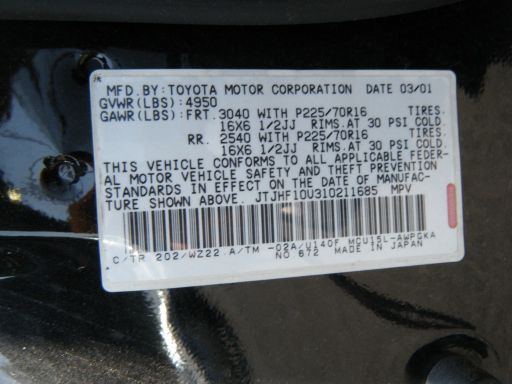 MFD.BY:TOYOTA MOTOR CORPORATION DATE 03/01
GVWR(LBS):4950
GAWR(LBS):FRT.3040 WITH P225/70R16 TIRES.
16X6 1/2JJ RIMS.AT 30 PSI COLD.
RR. 2540 WITH P225/70R16 TIRES.
16X6 1/2JJ RIMS.AT 30 PSI COLD.
THIS VEHICLE CONFORMS TO ALL APPLICABLE FEDER-
AL MOTOR VEHICLE SAFETY AND THEFT PREVENTION
STANDARDS IN EFFECT ON THE DATE OF MANUFAC-
TURE SHOWN ABOVE. JTJHF10U310211685 MPV
C/TR 202/WZ22.A/TM -02A/U140F MCU15L-AWPGKA
NO 672 MADE IN JAPAN